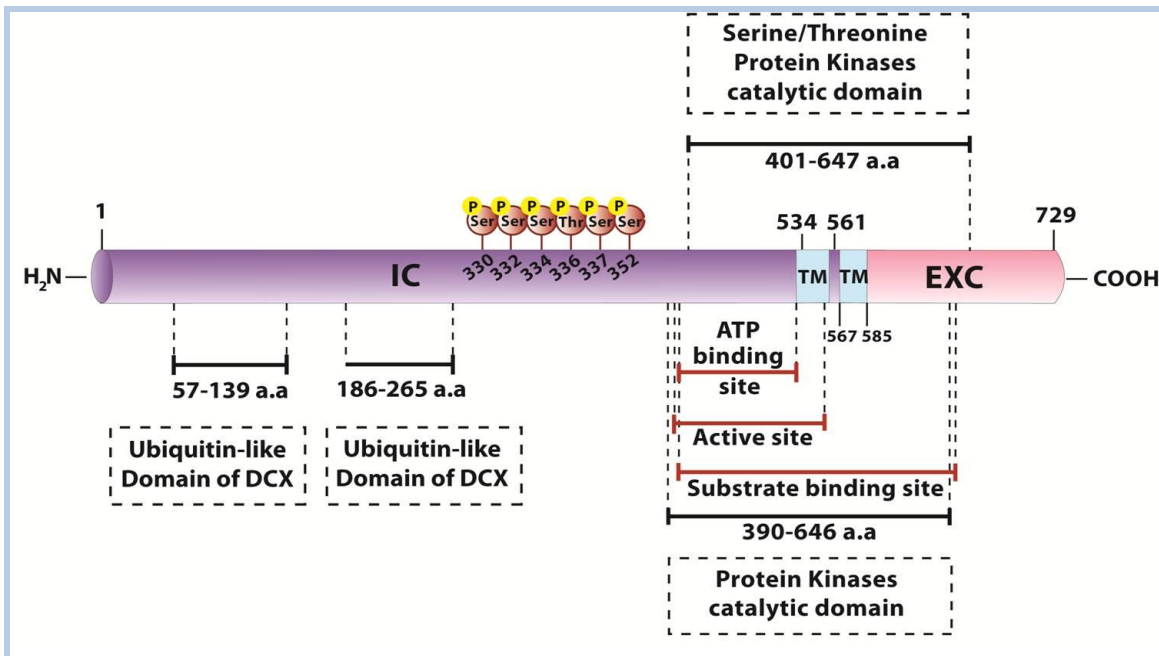 Serine/Threonine
Protein Kinases
catalytic domain
401-647 a.a
1
P P P P P P
Ser Ser Ser Thr Ser Ser
330 332 334 336 337 352
534 561
729
H₂N
IC
TM TM
EXC
COOH
567 585
57-139 a.a
186-265 a.a
Ubiquitin-like
Domain of DCX
Ubiquitin-like
Domain of DCX
ATP
binding
site
Active site
Substrate binding site
390-646 a.a
Protein Kinases
catalytic domain